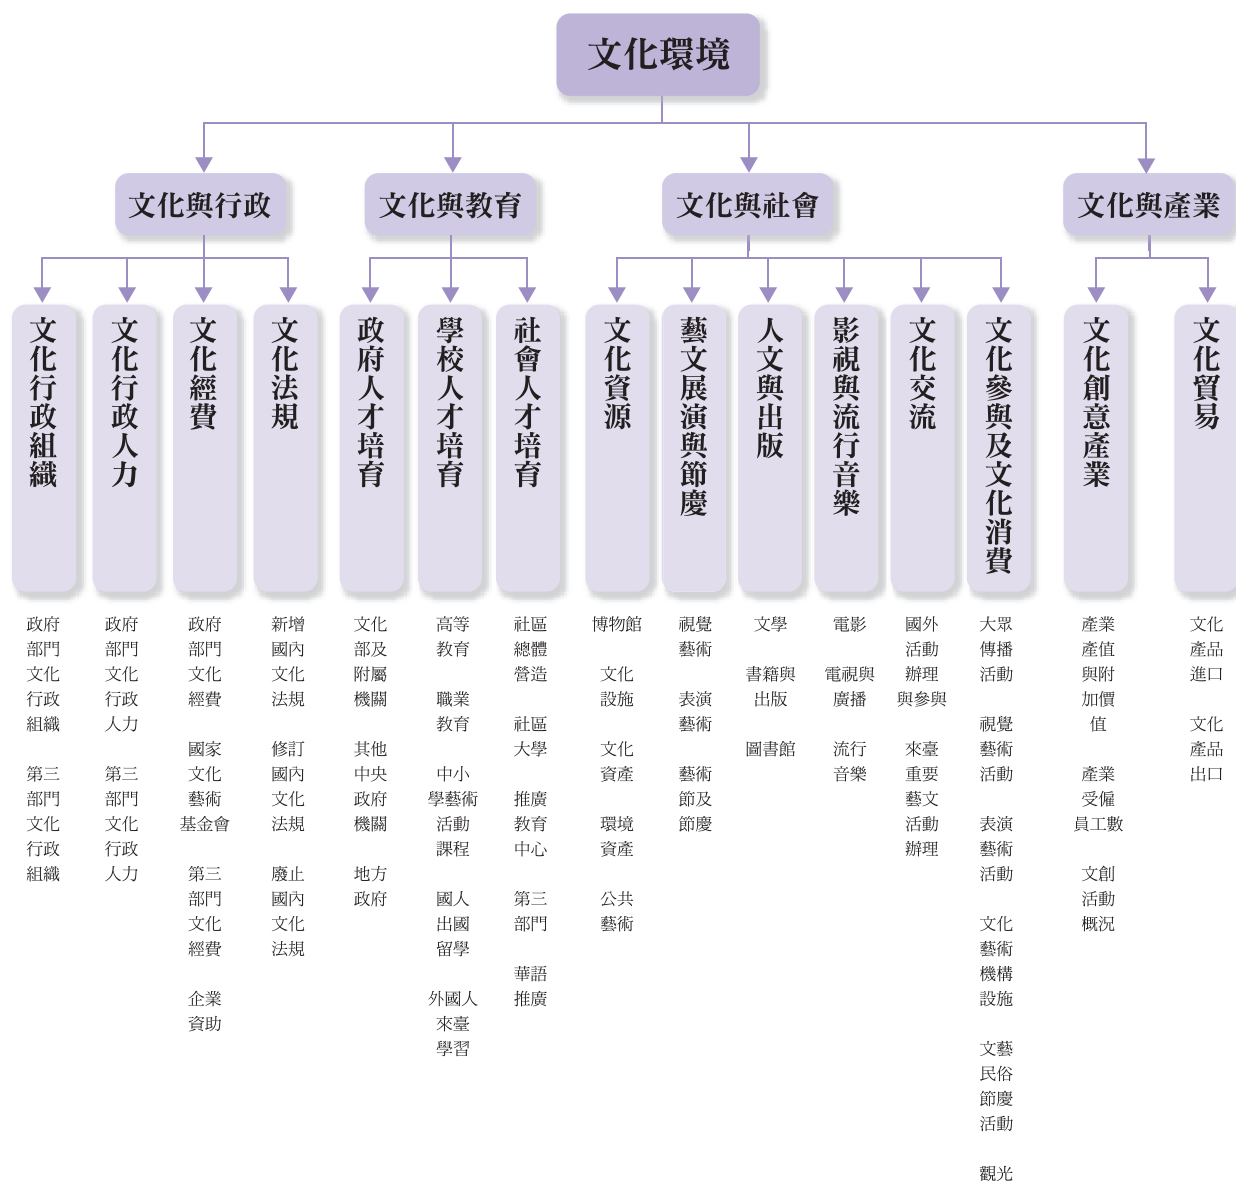 文化環境
文化與行政
文化與教育
文化與社會
文化與產業
文化行政組織
文化行政人力
文化經費
文化法規
政府人才培育
學校人才培育
社會人才培育
文化資源
藝文展演與節慶
人文與出版
影視與流行音樂
文化交流
文化參與及文化消費
文化創意產業
文化貿易
政府
部門
文化
行政
組織
第三
部門
文化
行政
組織
政府
部門
文化
行政
人力
第三
部門
文化
行政
人力
政府
部門
文化
經費
國家
文化
藝術
基金會
第三
部門
文化
經費
企業
資助
新增
國內
文化
法規
修訂
國內
文化
法規
廢止
國內
文化
法規
文化
部及
附屬
機關
其他
中央
政府
機關
地方
政府
高等
教育
職業
教育
中小
學藝術
活動
課程
國人
出國
留學
外國人
來臺
學習
社區
總體
營造
社區
大學
推廣
教育
中心
第三
部門
華語
推廣
博物館
文化
設施
文化
資產
環境
資產
公共
藝術
視覺
藝術
表演
藝術
藝術
節及
節慶
文學
書籍與
出版
圖書館
電影
電視與
廣播
流行
音樂
國外
活動
辦理
與參與
來臺
重要
藝文
活動
辦理
大眾
傳播
活動
視覺
藝術
活動
表演
藝術
活動
文化
藝術
機構
設施
文藝
民俗
節慶
活動
觀光
產業
產值
與附
加價
值
產業
受僱
員工數
文創
活動
概況
文化
產品
進口
文化
產品
出口